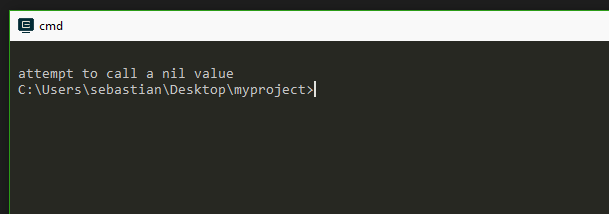 cmd
attempt to call a nil value
C:\Users\sebastian\Desktop\myproject>